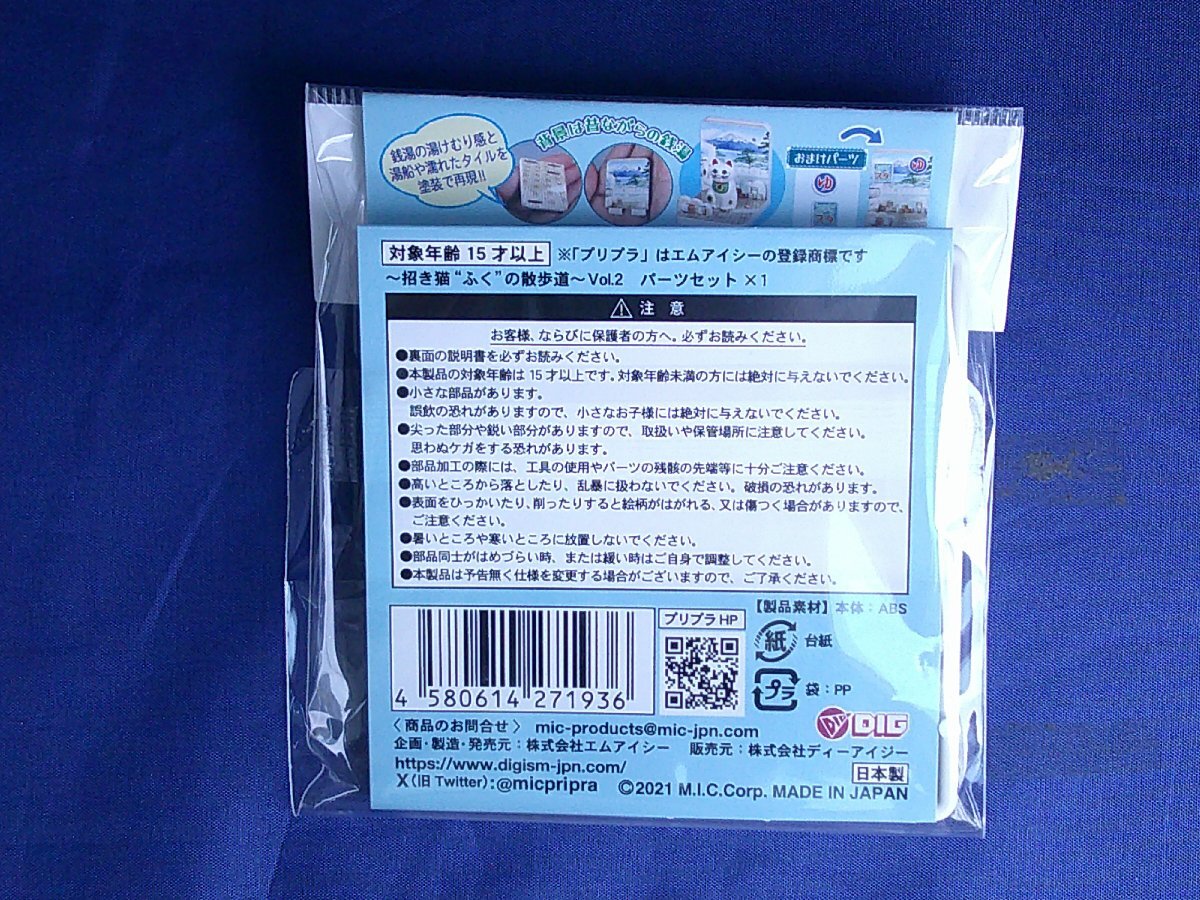 銭湯の湯けむり感と
湯船や濡れたタイルを
塗装で再現!!
背景は昔ながらの銭湯
おまけパーツ
ゆ
ゆ
対象年齢 15 才以上 ※「プリプラ」はエムアイシーの登録商標です
～招き猫“ふく”の散歩道～Vol.2 パーツセット ×1
注 意
お客様、ならびに保護者の方へ。必ずお読みください。
●裏面の説明書を必ずお読みください。
●本製品の対象年齢は 15 才以上です。対象年齢未満の方には絶対に与えないでください。
●小さな部品があります。
誤飲の恐れがありますので、小さなお子様には絶対に与えないでください。
●尖った部分や鋭い部分がありますので、取扱いや保管場所に注意してください。
思わぬケガをする恐れがあります。
●部品加工の際には、工具の使用やパーツの残骸の先端等に十分ご注意ください。
●高いところから落としたり、乱暴に扱わないでください。破損の恐れがあります。
●表面をひっかいたり、削ったりすると絵柄がはがれる、又は傷つく場合がありますので、
ご注意ください。
●暑いところや寒いところに放置しないでください。
●部品同士がはめづらい時、または緩い時はご自身で調整してください。
●本製品は予告無く仕様を変更する場合がございますので、ご了承ください。
【製品素材】本体：ABS
プリプラ HP
紙 台紙
プラ 袋：PP
4 580614 271936
DIG
〈 商品のお問合せ 〉 mic-products@mic-jpn.com
企画・製造・発売元：株式会社エムアイシー 販売元：株式会社ディーアイジー
https://www.digism-jpn.com/
日本製
X(旧 Twitter):@micpripra ©2021 M.I.C.Corp. MADE IN JAPAN